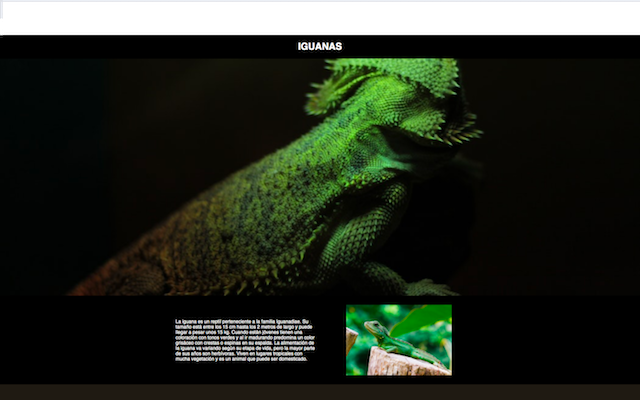 IGUANAS
La iguana es un reptil perteneciente a la familia Iguanadiae. Su
tamaño está entre los 15 cm hasta los 2 metros de largo y puede
llegar a pesar unos 15 kg. Cuando están jóvenes tienen una
coloración con tonos verdes y al ir madurando predomina un color
grisáceo con crestas o espinas en su espalda. La alimentación de
la iguana va variando según su etapa de vida, pero la mayor parte
de sus años son herbívoras. Viven en lugares tropicales con
mucha vegetación y es un animal que puede ser domesticado.